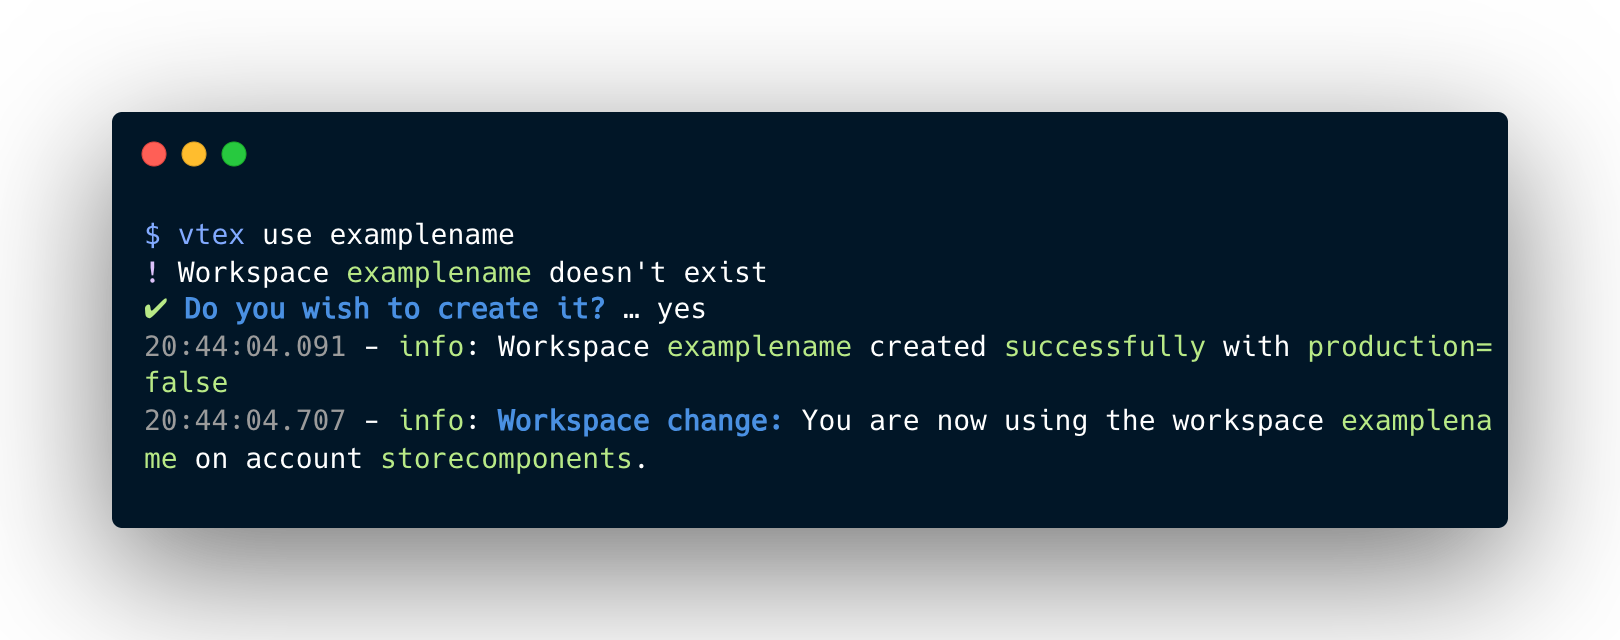 $ vtex use examplename
! Workspace examplename doesn't exist
✔ Do you wish to create it? … yes
20:44:04.091 - info: Workspace examplename created successfully with production=
false
20:44:04.707 - info: Workspace change: You are now using the workspace examplena
me on account storecomponents.